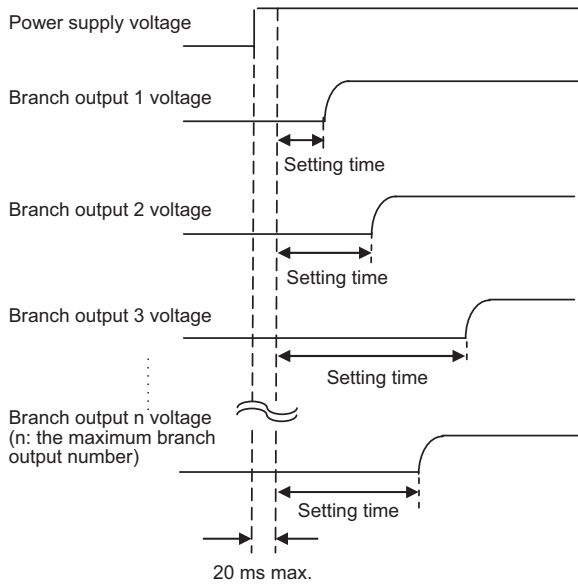 Power supply voltage
Branch output 1 voltage
Setting time
Branch output 2 voltage
Setting time
Branch output 3 voltage
Setting time
Branch output n voltage
(n: the maximum branch
output number)
Setting time
20 ms max.